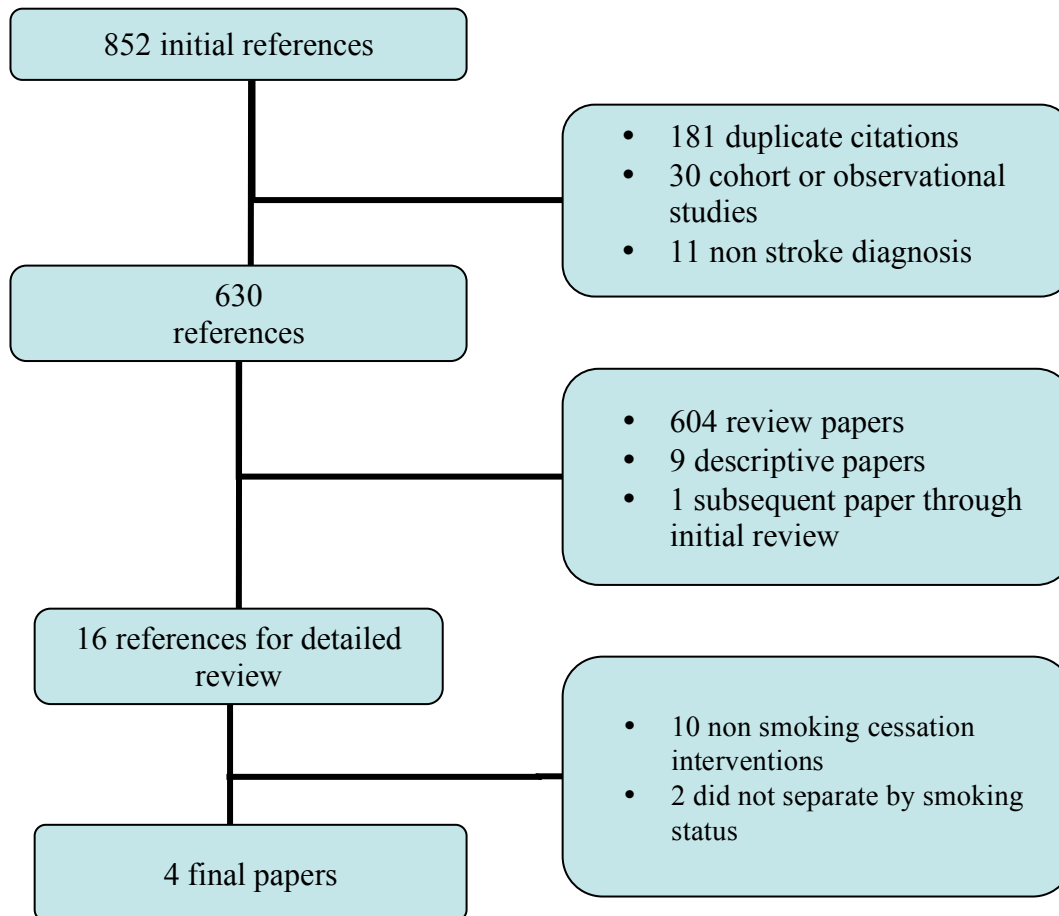 852 initial references
• 181 duplicate citations
• 30 cohort or observational
studies
• 11 non stroke diagnosis
630
references
• 604 review papers
• 9 descriptive papers
• 1 subsequent paper through
initial review
16 references for detailed
review
• 10 non smoking cessation
interventions
• 2 did not separate by smoking
status
4 final papers